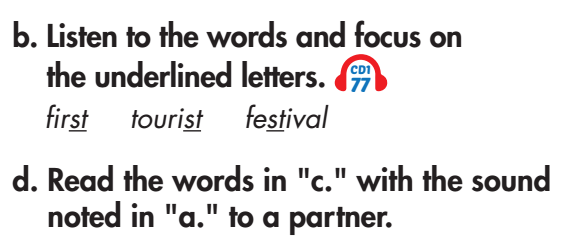 b. Listen to the words and focus on
the underlined letters. CD1 77
first tourist festival
d. Read the words in "c." with the sound
noted in "a." to a partner.